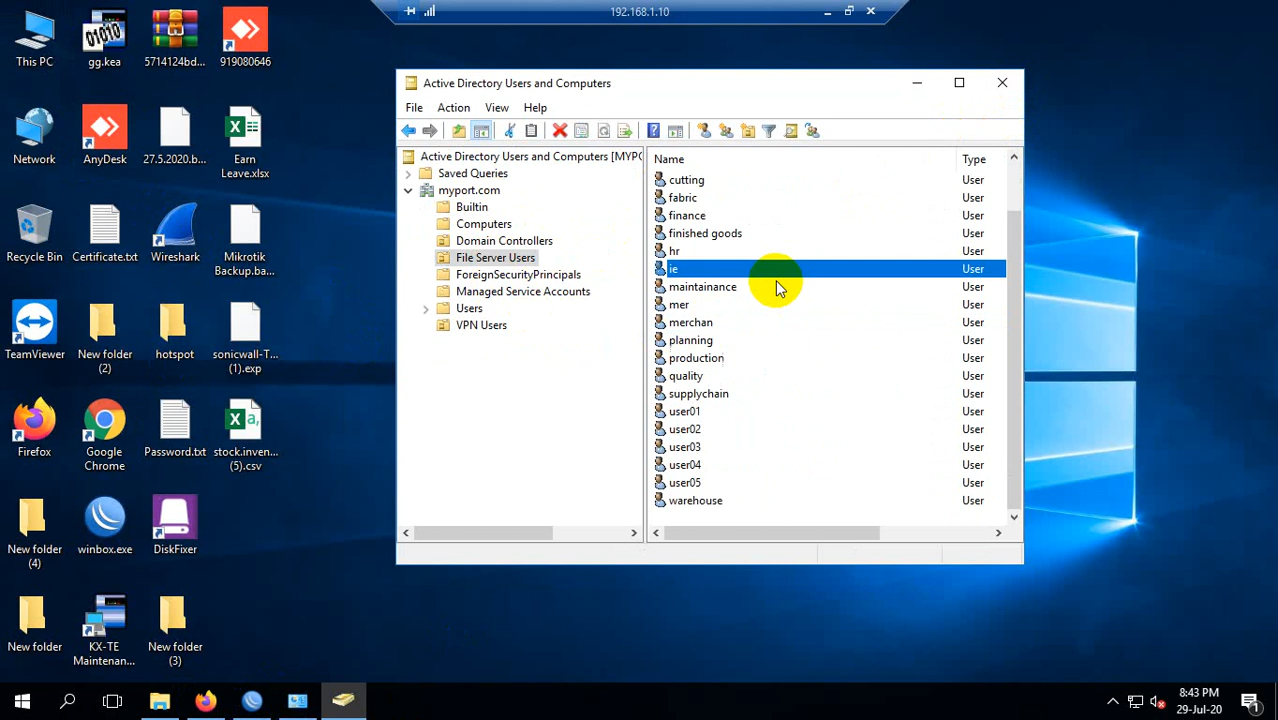 192.168.1.10
This PC
gg.kea
5714124bd...
919080646
Network
AnyDesk
27.5.2020.b...
Earn
Leave.xlsx
Recycle Bin
Certificate.txt
Wireshark
Mikrotik
Backup.ba...
TeamViewer
New folder
(2)
hotspot
sonicwall-T...
(1).exp
Firefox
Google
Chrome
Password.txt
stock.inven...
(5).csv
New folder
(4)
winbox.exe
DiskFixer
New folder
KX-TE
Maintenan...
New folder
(3)
Active Directory Users and Computers
File Action View Help
Active Directory Users and Computers [MYPO
Saved Queries
myport.com
Builtin
Computers
Domain Controllers
File Server Users
ForeignSecurityPrincipals
Managed Service Accounts
Users
VPN Users
Name Type
cutting User
fabric User
finance User
finished goods User
hr User
ie User
maintainance User
mer User
merchan User
planning User
production User
quality User
supplychain User
user01 User
user02 User
user03 User
user04 User
user05 User
warehouse User
8:43 PM
29-Jul-20
1